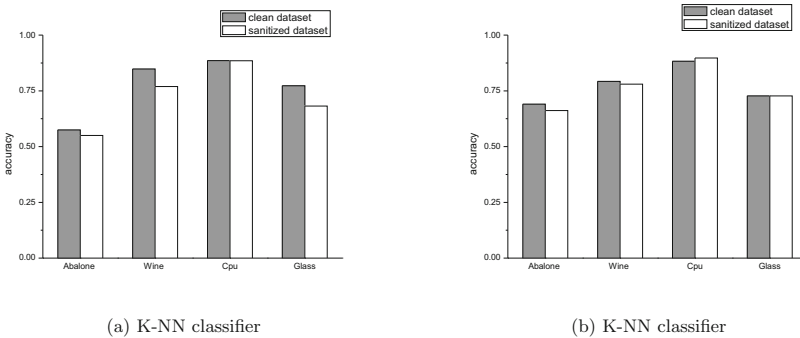 clean dataset
sanitized dataset
1.00
0.75
0.50
0.25
0.00
accuracy
Abalone Wine Cpu Glass
(a) K-NN classifier
clean dataset
sanitized dataset
1.00
0.75
0.50
0.25
0.00
accuracy
Abalone Wine Cpu Glass
(b) K-NN classifier